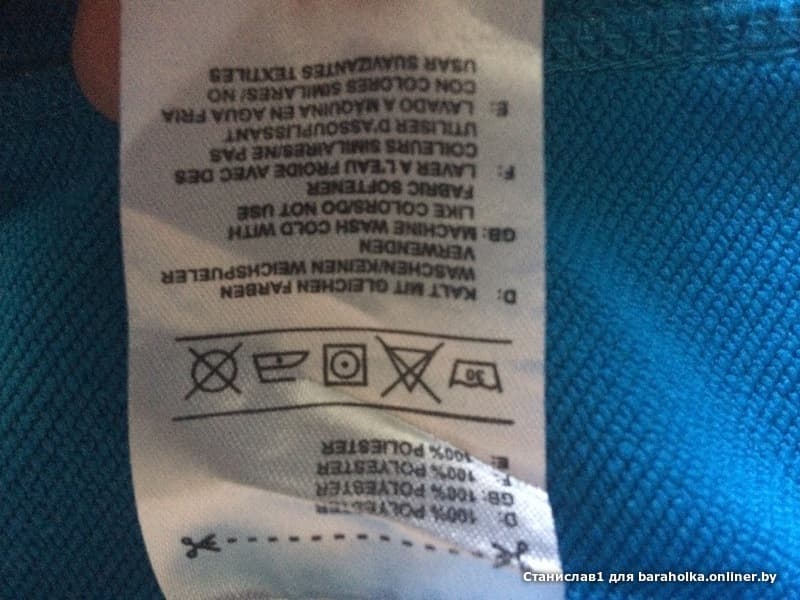 D: 100% POLYESTER
GB: 100% POLYESTER
F: 100% POLYESTER
E: 100% POLIESTER
30
D: KALT MIT GLEICHEN FARBEN
WASCHEN/KEINEN WEICHSPUELER
VERWENDEN
GB: MACHINE WASH COLD WITH
LIKE COLORS/DO NOT USE
FABRIC SOFTENER
F: LAVER A L'EAU FROIDE AVEC DES
COULEURS SIMILAIRES/NE PAS
UTILISER D'ASSOUPLISSANT
E: LAVADO A MAQUINA EN AGUA FRIA
CON COLORES SIMILARES/ NO
USAR SUAVIZANTES TEXTILES
Станислав1 для baraholka.onliner.by